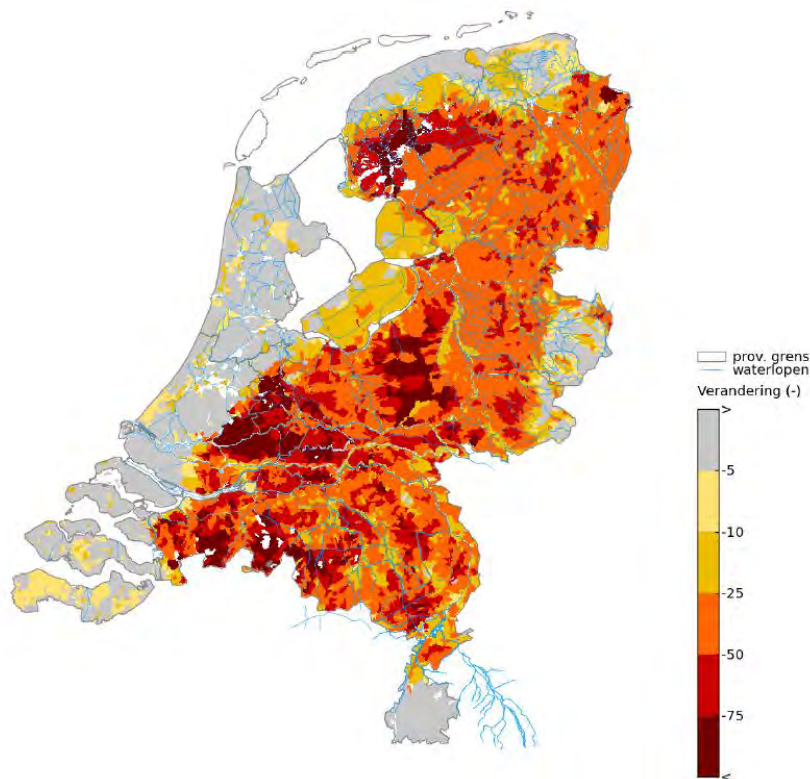 prov. grens
waterlopen
Verandering (-)
>
-5
-10
-25
-50
-75
<